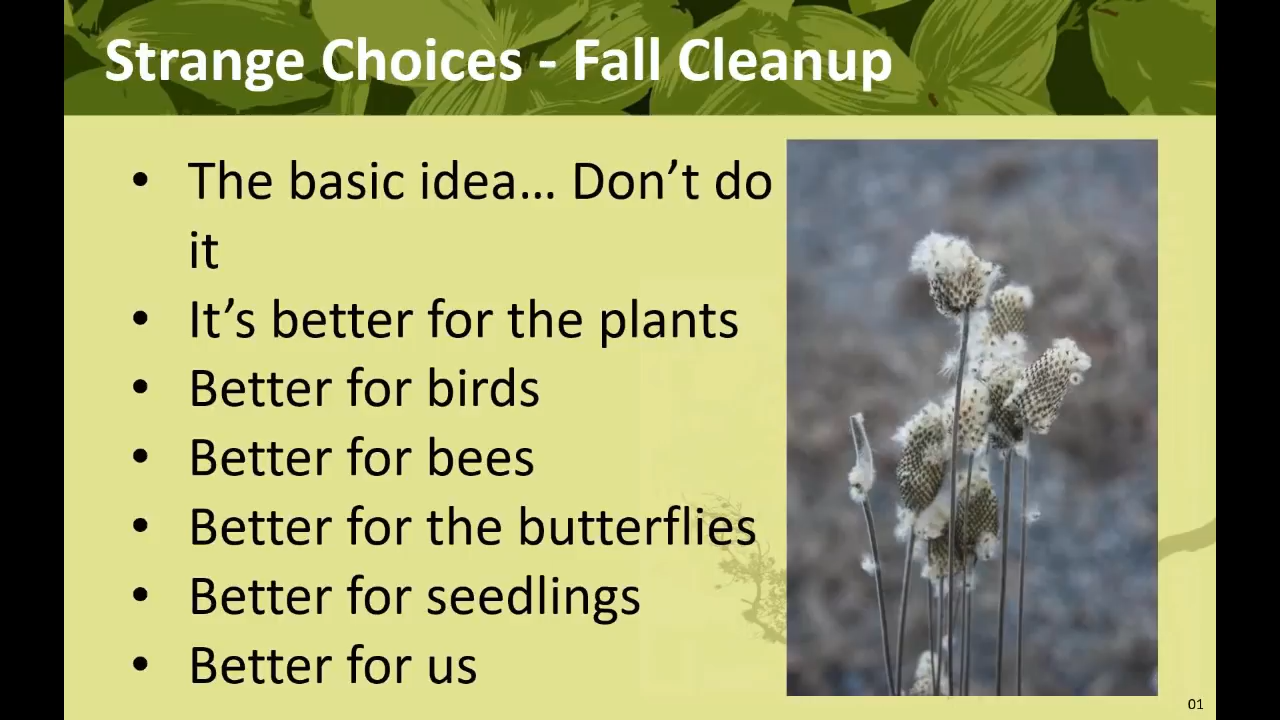 Strange Choices - Fall Cleanup
• The basic idea… Don’t do
it
• It’s better for the plants
• Better for birds
• Better for bees
• Better for the butterflies
• Better for seedlings
• Better for us
01